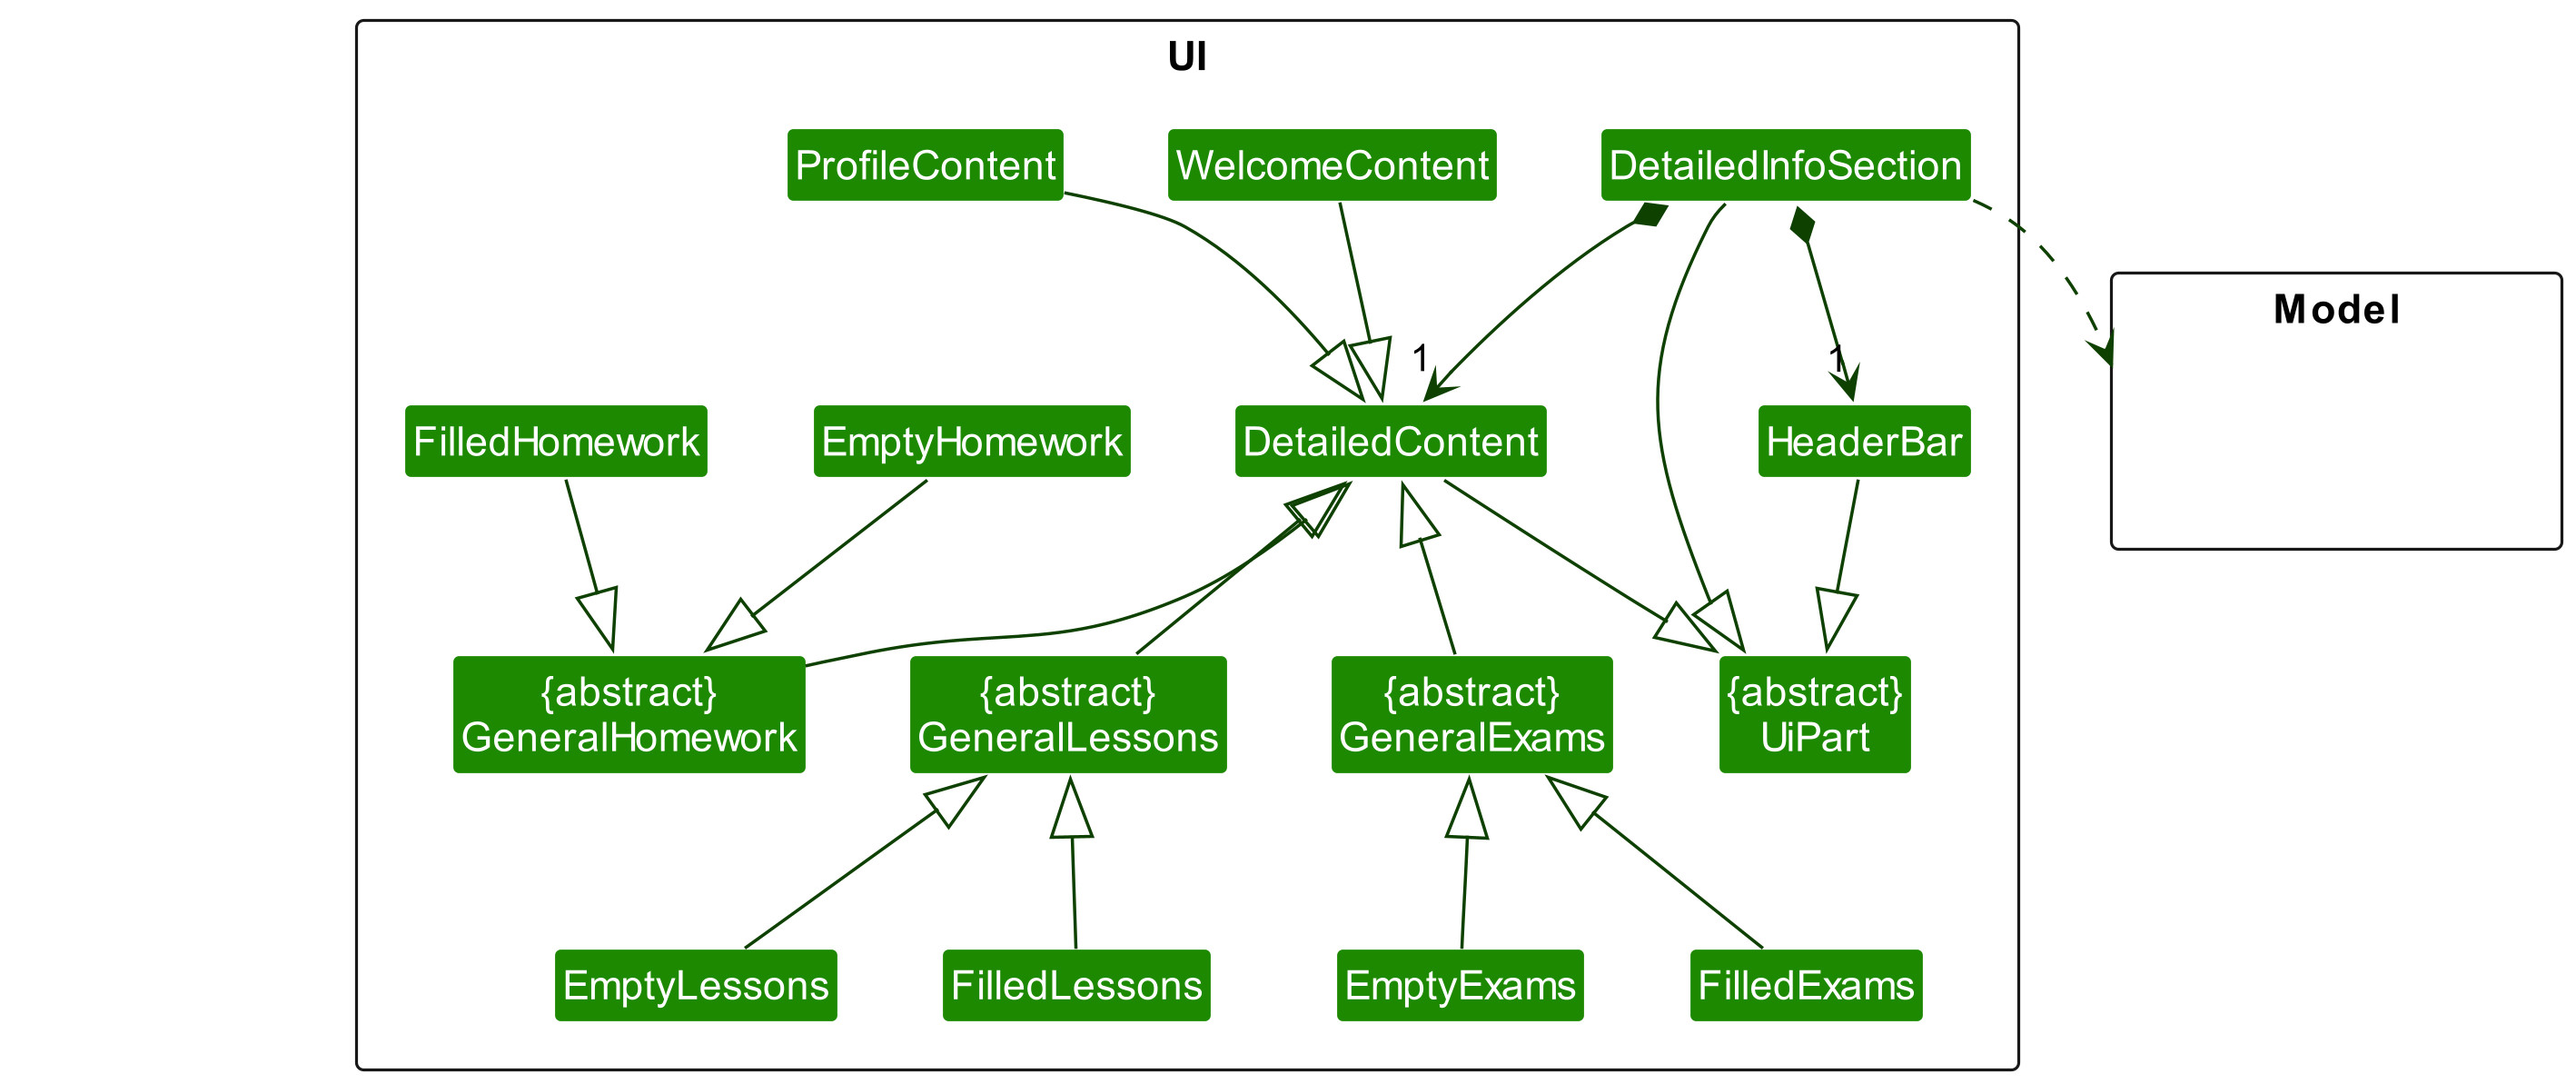 UI
ProfileContent
WelcomeContent
DetailedInfoSection
Model
1
1
FilledHomework
EmptyHomework
DetailedContent
HeaderBar
{abstract}
GeneralHomework
{abstract}
GeneralLessons
{abstract}
GeneralExams
{abstract}
UiPart
EmptyLessons
FilledLessons
EmptyExams
FilledExams